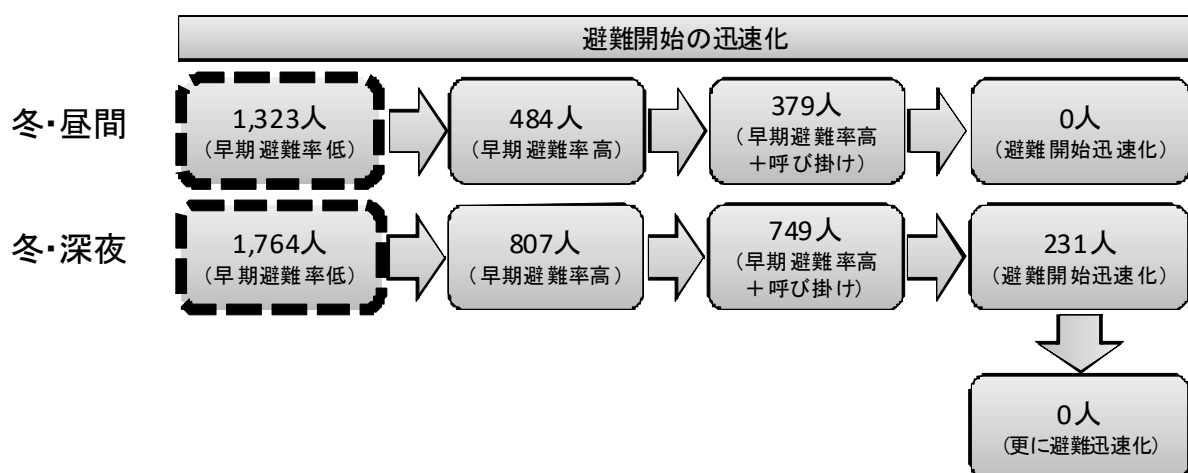 避難開始の迅速化
冬・昼間
1,323人
（早期避難率低）
484人
（早期避難率高）
379人
（早期避難率高
＋呼び掛け）
0人
（避難開始迅速化）
冬・深夜
1,764人
（早期避難率低）
807人
（早期避難率高）
749人
（早期避難率高
＋呼び掛け）
231人
（避難開始迅速化）
0人
(更に避難迅速化)